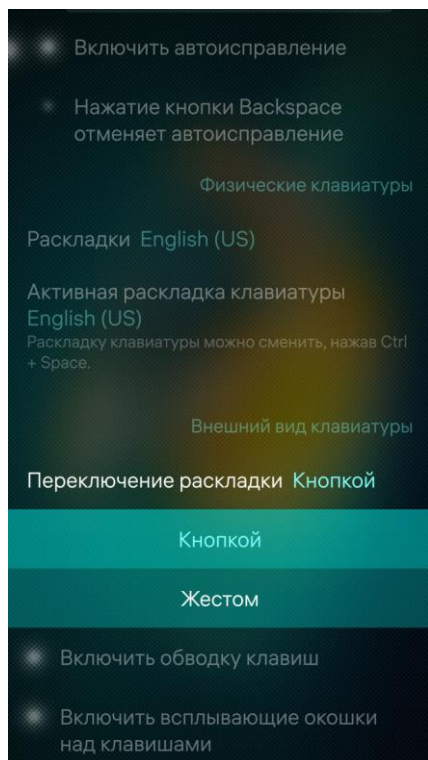 Включить автоисправление
Нажатие кнопки Backspace
отменяет автоисправление
Физические клавиатуры
Раскладки English (US)
Активная раскладка клавиатуры
English (US)
Раскладку клавиатуры можно сменить, нажав Ctrl
+ Space.
Внешний вид клавиатуры
Переключение раскладки Кнопкой
Кнопкой
Жестом
Включить обводку клавиш
Включить всплывающие окошки
над клавишами